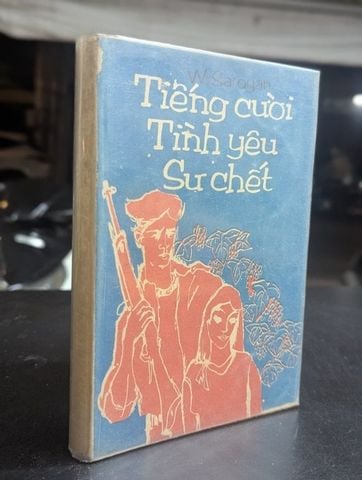 W. Saroyan
Tiếng cười
Tình yêu
Sự chết